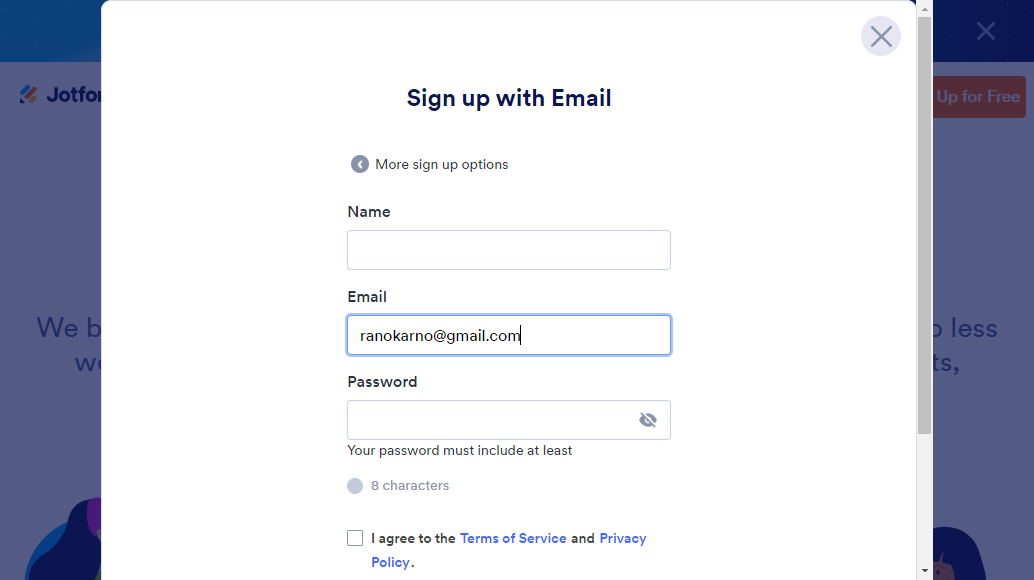 Jotfor
Up for Free
Sign up with Email
More sign up options
Name
Email
We b
o less
ranokarno@gmail.com
we
ts,
Password
Your password must include at least
8 characters
I agree to the Terms of Service and Privacy
Policy.